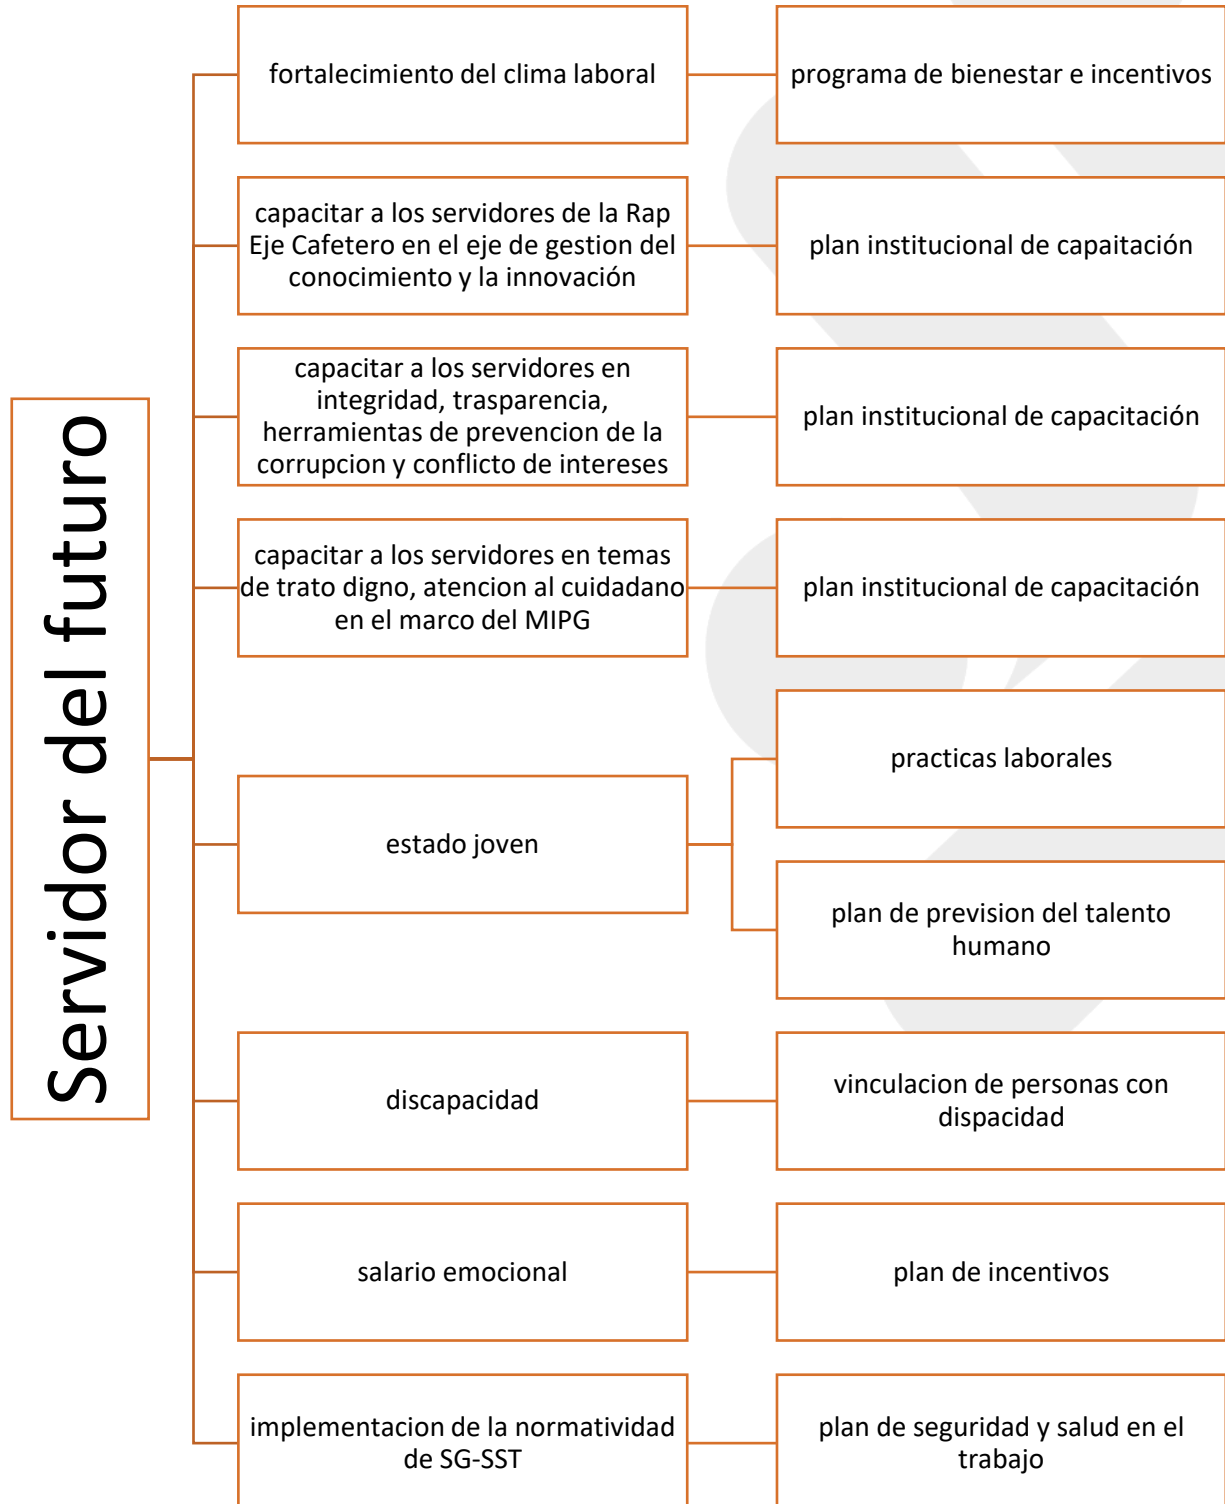 Servidor del futuro
fortalecimiento del clima laboral
programa de bienestar e incentivos
capacitar a los servidores de la Rap
Eje Cafetero en el eje de gestion del
conocimiento y la innovación
plan institucional de capaitación
capacitar a los servidores en
integridad, trasparencia,
herramientas de prevencion de la
corrupcion y conflicto de intereses
plan institucional de capacitación
capacitar a los servidores en temas
de trato digno, atencion al cuidadano
en el marco del MIPG
plan institucional de capacitación
estado joven
practicas laborales
plan de prevision del talento
humano
discapacidad
vinculacion de personas con
dispacidad
salario emocional
plan de incentivos
implementacion de la normatividad
de SG-SST
plan de seguridad y salud en el
trabajo